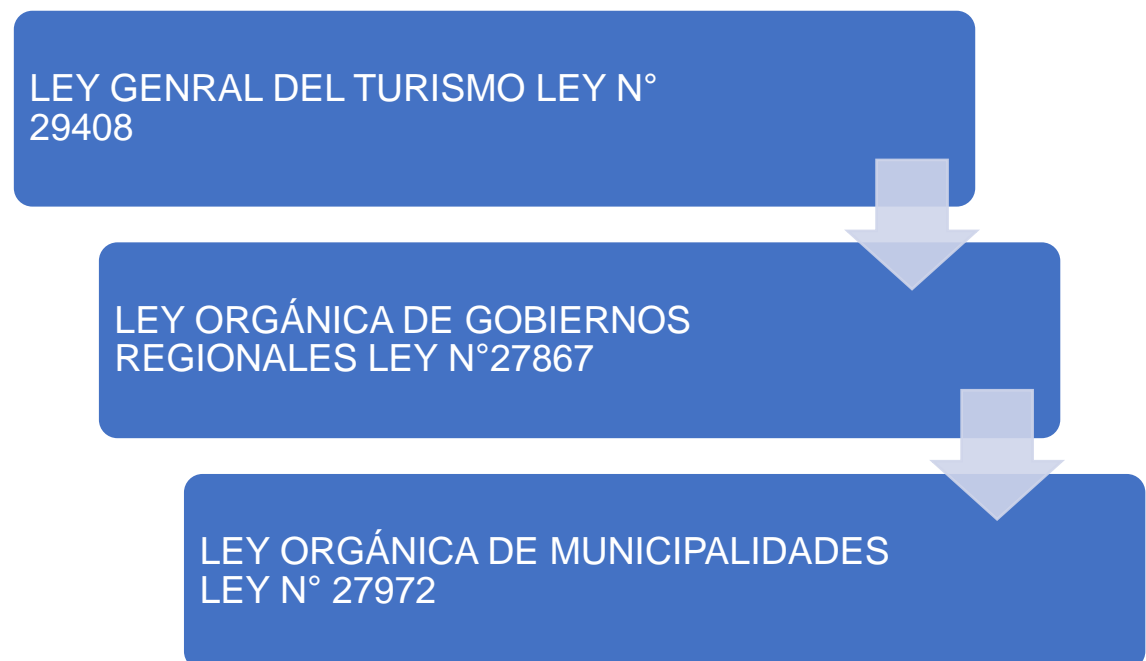 LEY GENRAL DEL TURISMO LEY N°
29408
LEY ORGÁNICA DE GOBIERNOS
REGIONALES LEY N°27867
LEY ORGÁNICA DE MUNICIPALIDADES
LEY N° 27972